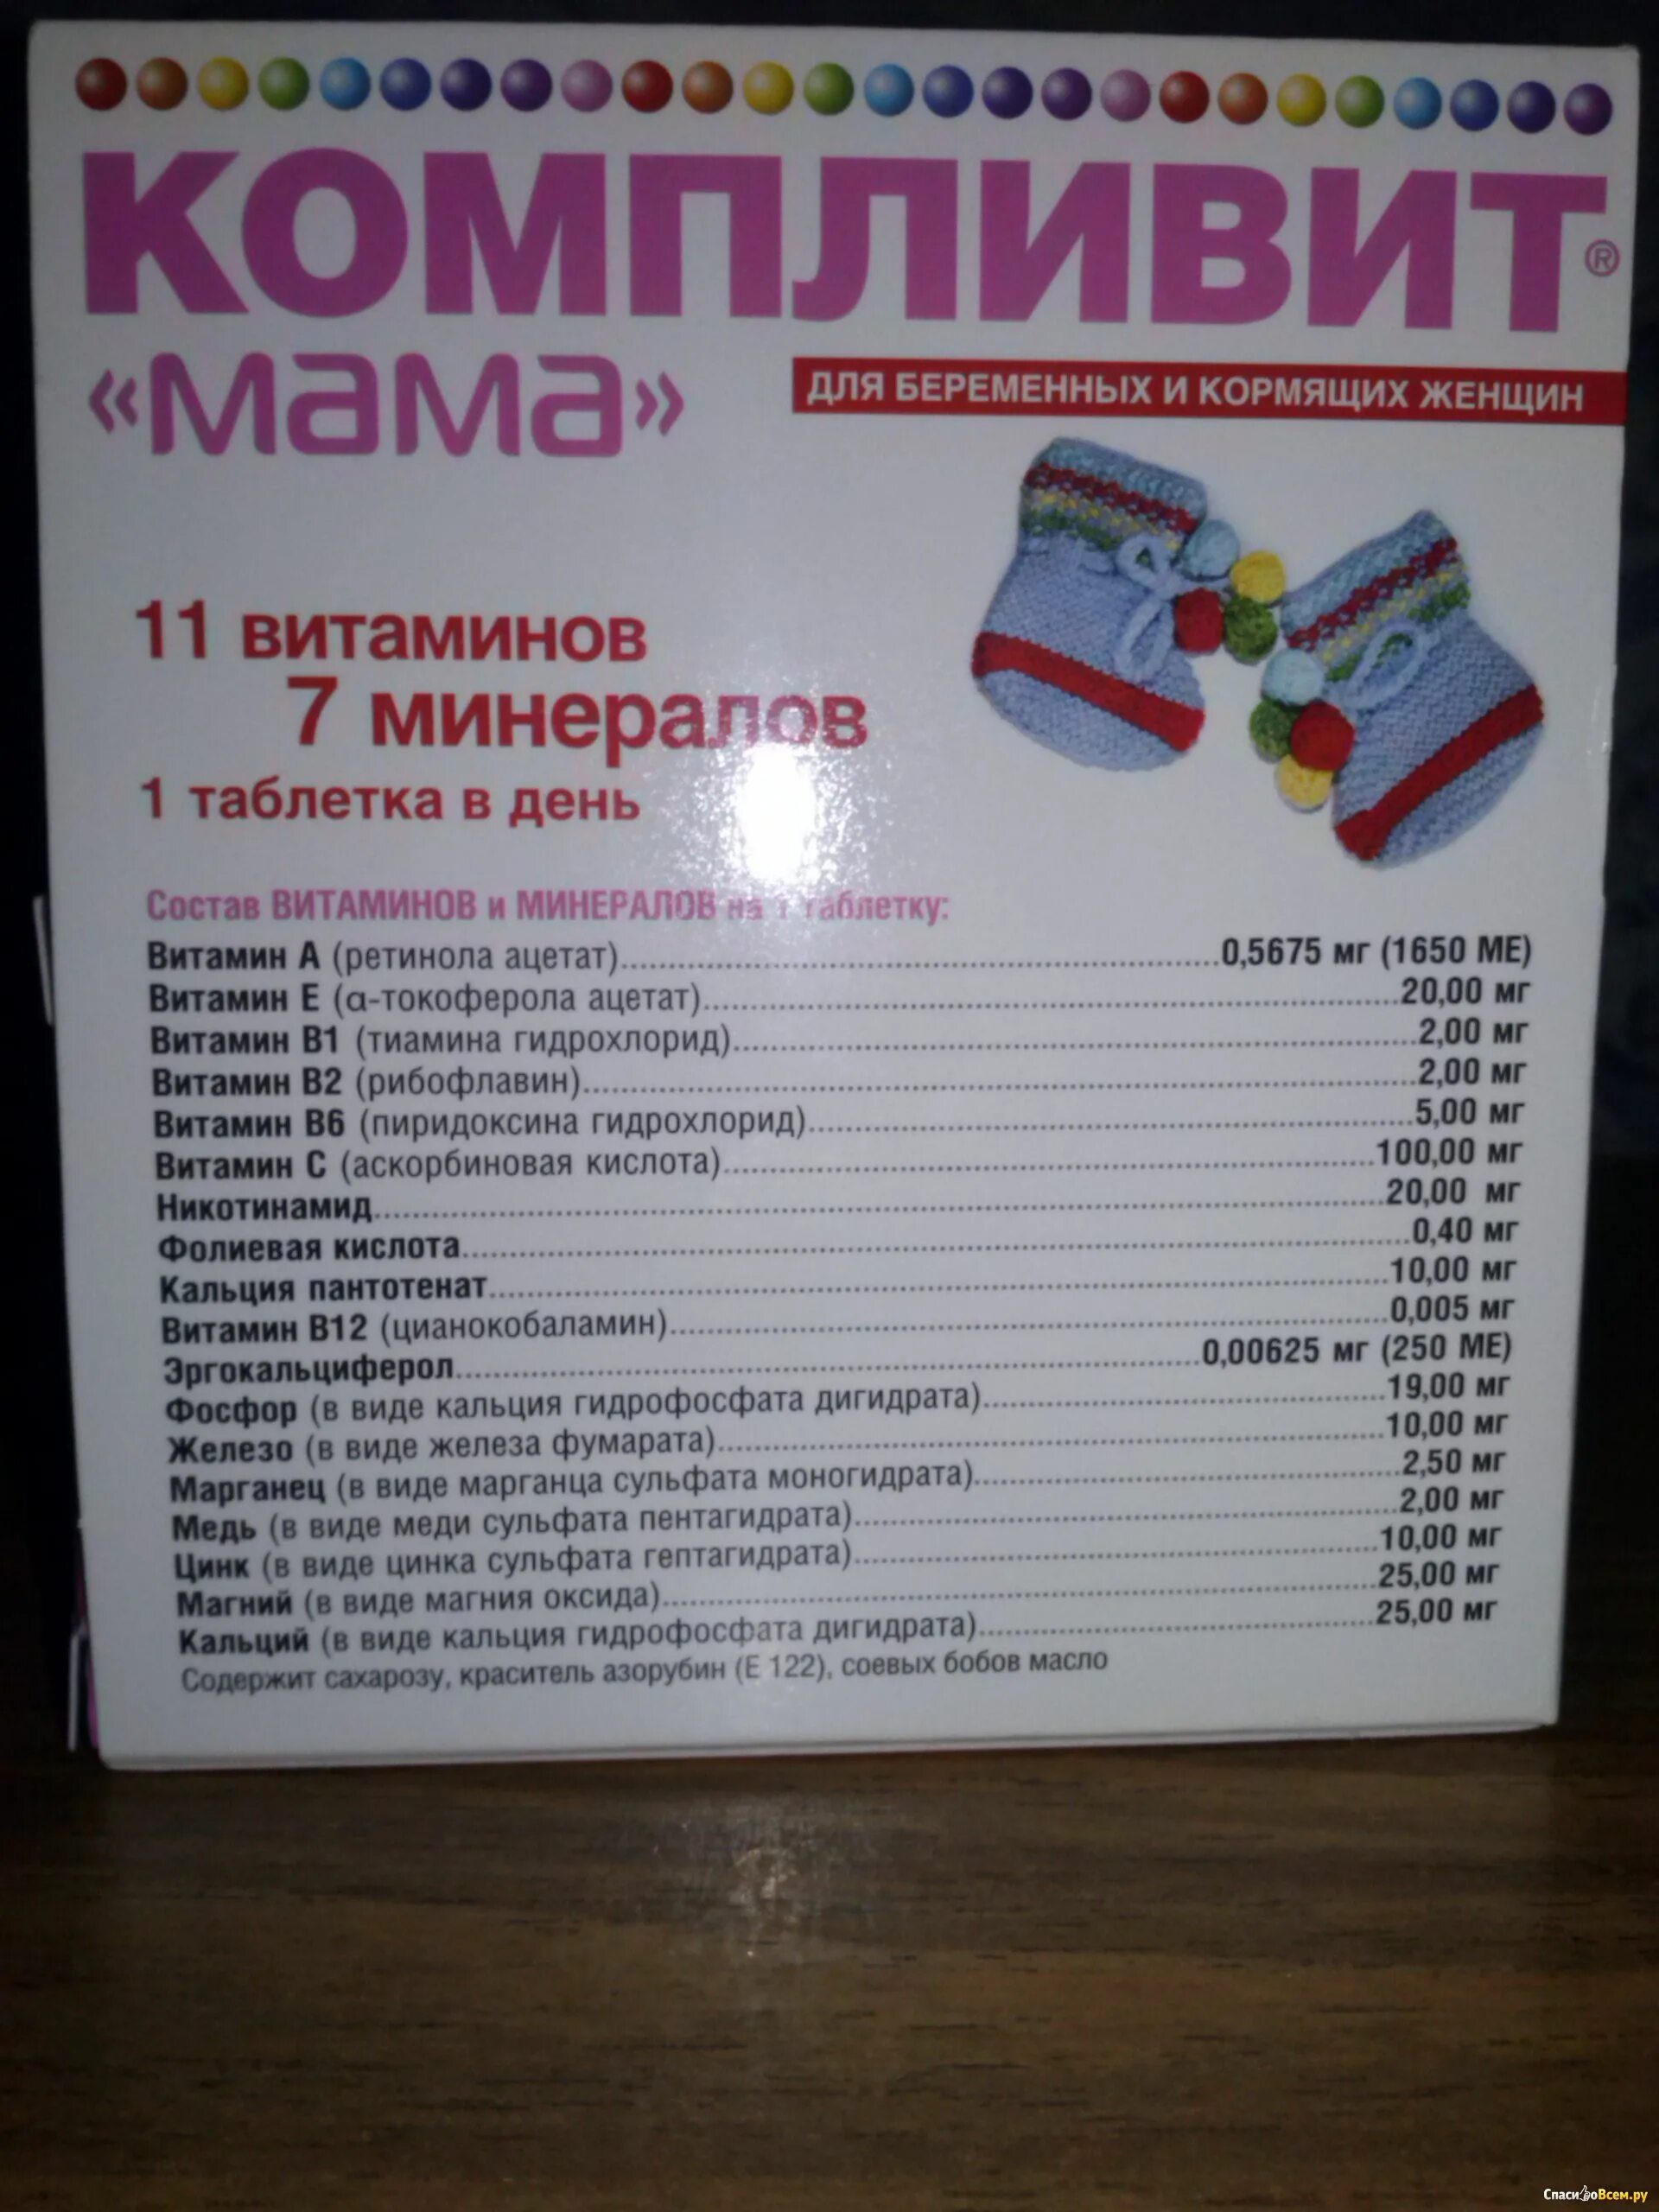 КОМПЛИВИТ®
«мама»
ДЛЯ БЕРЕМЕННЫХ И КОРМЯЩИХ ЖЕНЩИН
11 витаминов
7 минералов
1 таблетка в день
Состав ВИТАМИНОВ и МИНЕРАЛОВ на 1 таблетку:
Витамин А (ретинола ацетат)....................0,5675 мг (1650 МЕ)
Витамин Е (α-токоферола ацетат)....................20,00 мг
Витамин В1 (тиамина гидрохлорид)....................2,00 мг
Витамин В2 (рибофлавин)....................2,00 мг
Витамин В6 (пиридоксина гидрохлорид)....................5,00 мг
Витамин С (аскорбиновая кислота)....................100,00 мг
Никотинамид....................20,00 мг
Фолиевая кислота....................0,40 мг
Кальция пантотенат....................10,00 мг
Витамин В12 (цианокобаламин)....................0,005 мг
Эргокальциферол....................0,00625 мг (250 МЕ)
Фосфор (в виде кальция гидрофосфата дигидрата)....................19,00 мг
Железо (в виде железа фумарата)....................10,00 мг
Марганец (в виде марганца сульфата моногидрата)....................2,50 мг
Медь (в виде меди сульфата пентагидрата)....................2,00 мг
Цинк (в виде цинка сульфата гептагидрата)....................10,00 мг
Магний (в виде магния оксида)....................25,00 мг
Кальций (в виде кальция гидрофосфата дигидрата)....................25,00 мг
Содержит сахарозу, краситель азорубин (Е 122), соевых бобов масло
СпасибоВсем.ру